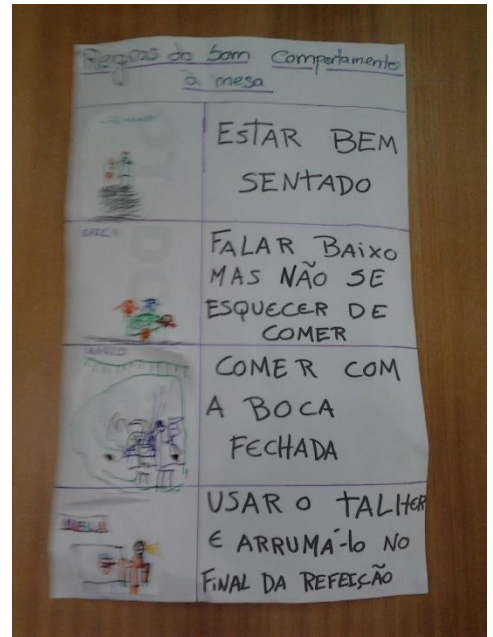 Regras do bom comportamento
à mesa
ESTAR BEM
SENTADO
FALAR BAIXO
MAS NÃO SE
ESQUECER DE
COMER
COMER COM
A BOCA
FECHADA
USAR O TALHER
E ARRUMÁ-lo NO
FINAL DA REFEIÇÃO